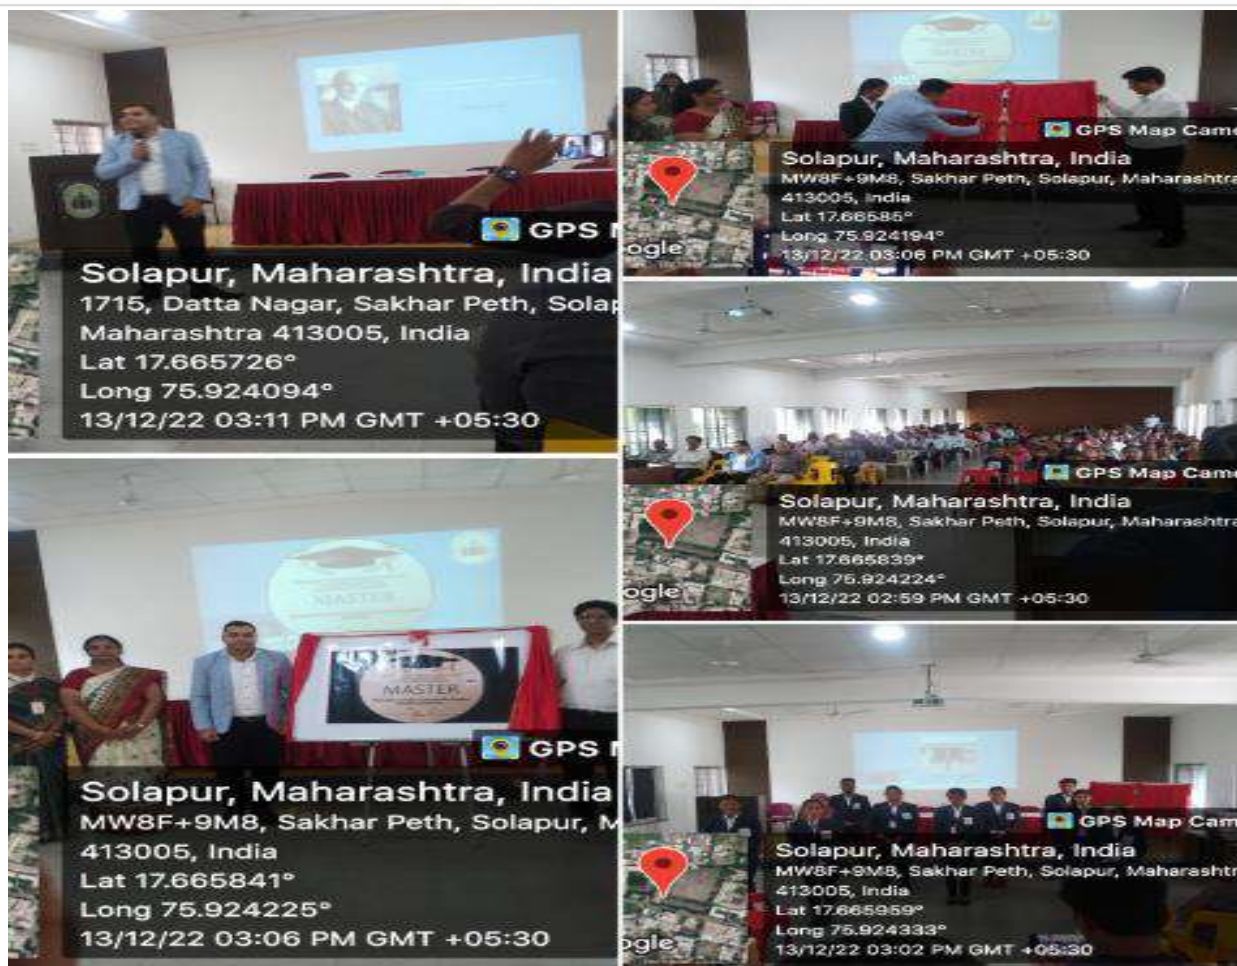 GPS M
Solapur, Maharashtra, India
1715, Datta Nagar, Sakhar Peth, Solap
Maharashtra 413005, India
Lat 17.665726°
Long 75.924094°
13/12/22 03:11 PM GMT +05:30
MASTER
GPS M
Solapur, Maharashtra, India
MW8F+9M8, Sakhar Peth, Solapur, M
413005, India
Lat 17.665841°
Long 75.924225°
13/12/22 03:06 PM GMT +05:30
MASTER
GPS Map Came
Solapur, Maharashtra, India
MW8F+9M8, Sakhar Peth, Solapur, Maharashtra
413005, India
Lat 17.66585°
Long 75.924194°
ogle
13/12/22 03:06 PM GMT +05:30
GPS Map Came
Solapur, Maharashtra, India
MW8F+9M8, Sakhar Peth, Solapur, Maharashtra
413005, India
Lat 17.665839°
Long 75.924224°
ogle
13/12/22 02:59 PM GMT +05:30
GPS Map Cam
Solapur, Maharashtra, India
MW8F+9M8, Sakhar Peth, Solapur, Maharashtr
413005, India
Lat 17.665959°
Long 75.924333°
ogle
13/12/22 03:02 PM GMT +05:30